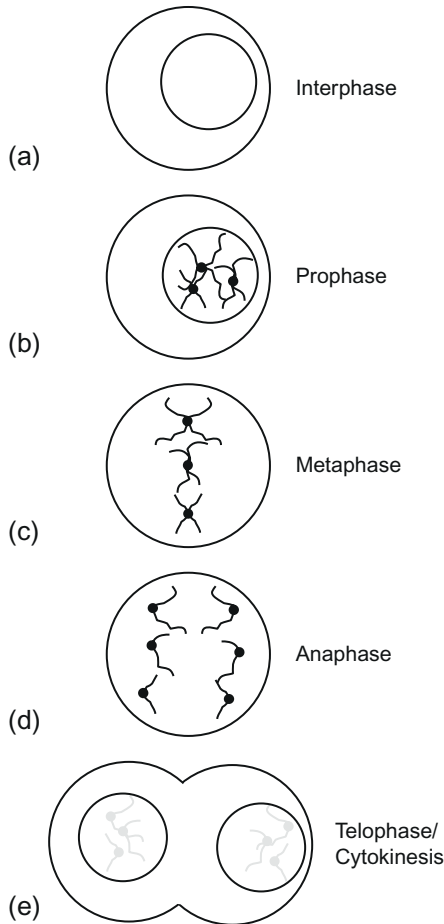 Interphase
(a)
Prophase
(b)
Metaphase
(c)
Anaphase
(d)
Telophase/
Cytokinesis
(e)